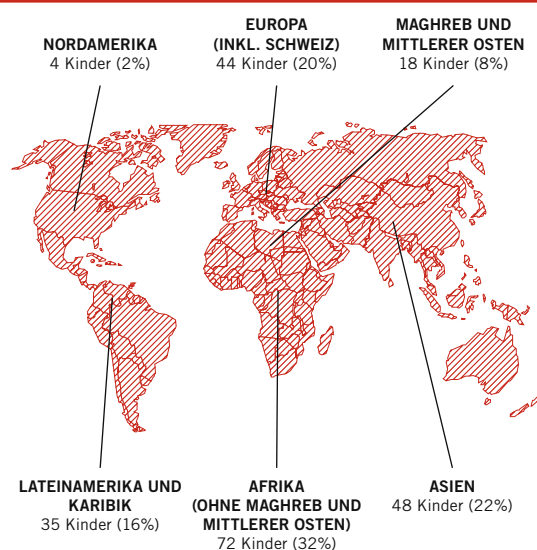 NORDAMERIKA
4 Kinder (2%)
EUROPA
(INKL. SCHWEIZ)
44 Kinder (20%)
MAGHREB UND
MITTLERER OSTEN
18 Kinder (8%)
LATEINAMERIKA UND
KARIBIK
35 Kinder (16%)
AFRIKA
(OHNE MAGHREB UND
MITTLERER OSTEN)
72 Kinder (32%)
ASIEN
48 Kinder (22%)